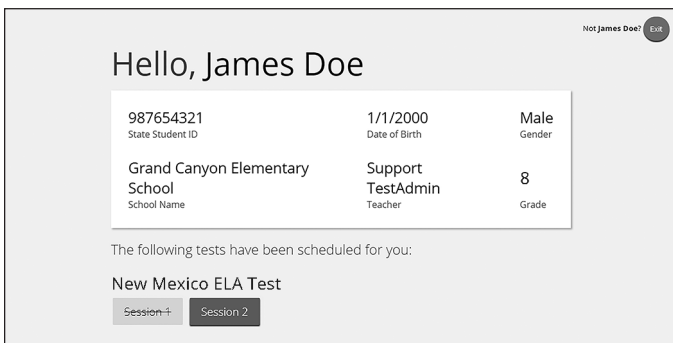 Not James Doe? Exit
Hello, James Doe
987654321 1/1/2000 Male
State Student ID Date of Birth Gender
Grand Canyon Elementary Support
School TestAdmin 8
School Name Teacher Grade
The following tests have been scheduled for you:
New Mexico ELA Test
Session 1 Session 2